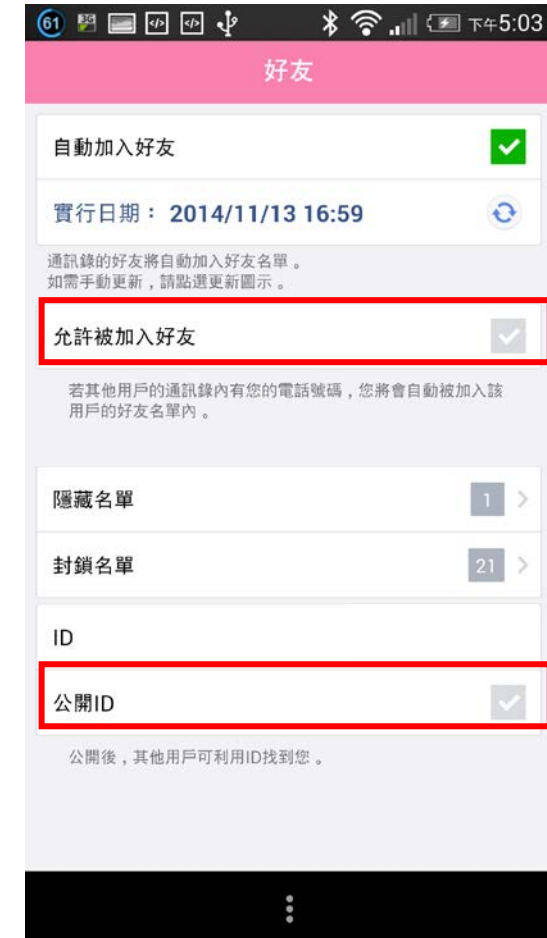 61 3G 下午5:03
好友
自動加入好友
實行日期： 2014/11/13 16:59
通訊錄的好友將自動加入好友名單。
如需手動更新，請點選更新圖示。
允許被加入好友
若其他用戶的通訊錄內有您的電話號碼，您將會自動被加入該
用戶的好友名單內。
隱藏名單 1
封鎖名單 21
ID
公開ID
公開後，其他用戶可利用ID找到您。